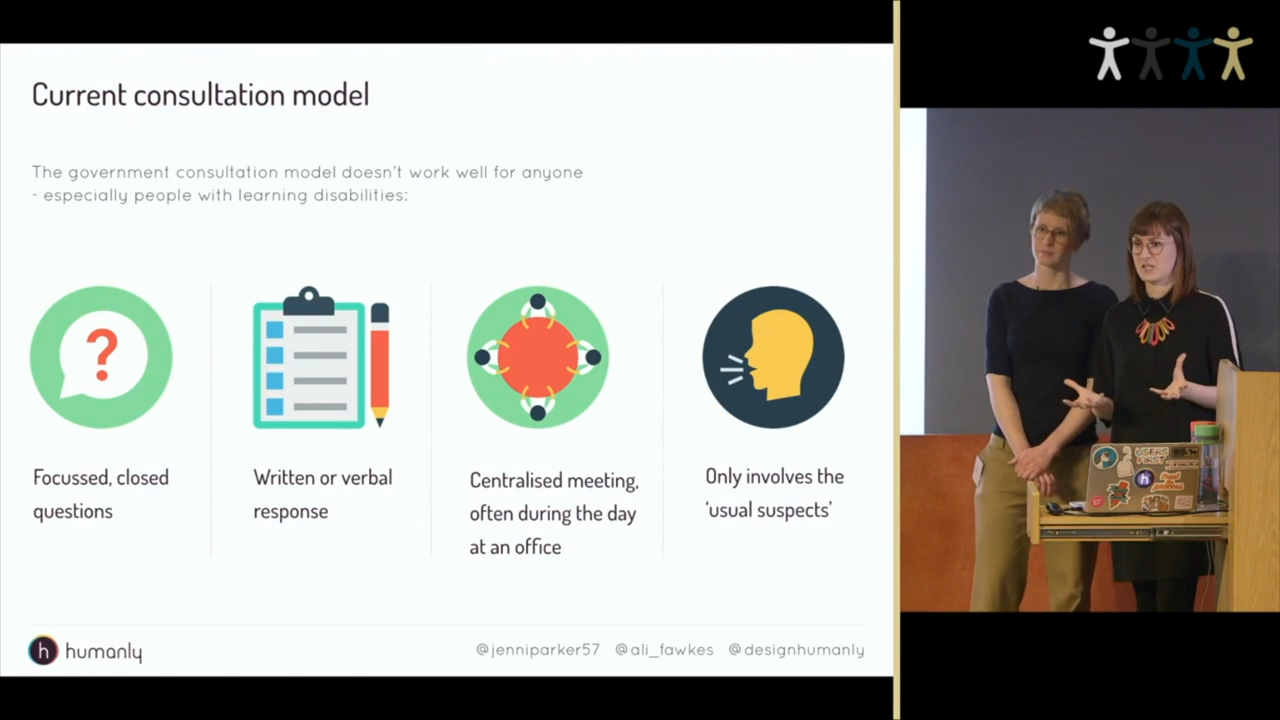 Current consultation model
The government consultation model doesn't work well for anyone
- especially people with learning disabilities:
Focussed, closed
questions
Written or verbal
response
Centralised meeting,
often during the day
at an office
Only involves the
‘usual suspects’
?
h humanly
@jenniparker57 @ali_fawkes @designhumanly
USERS
FIRST
h